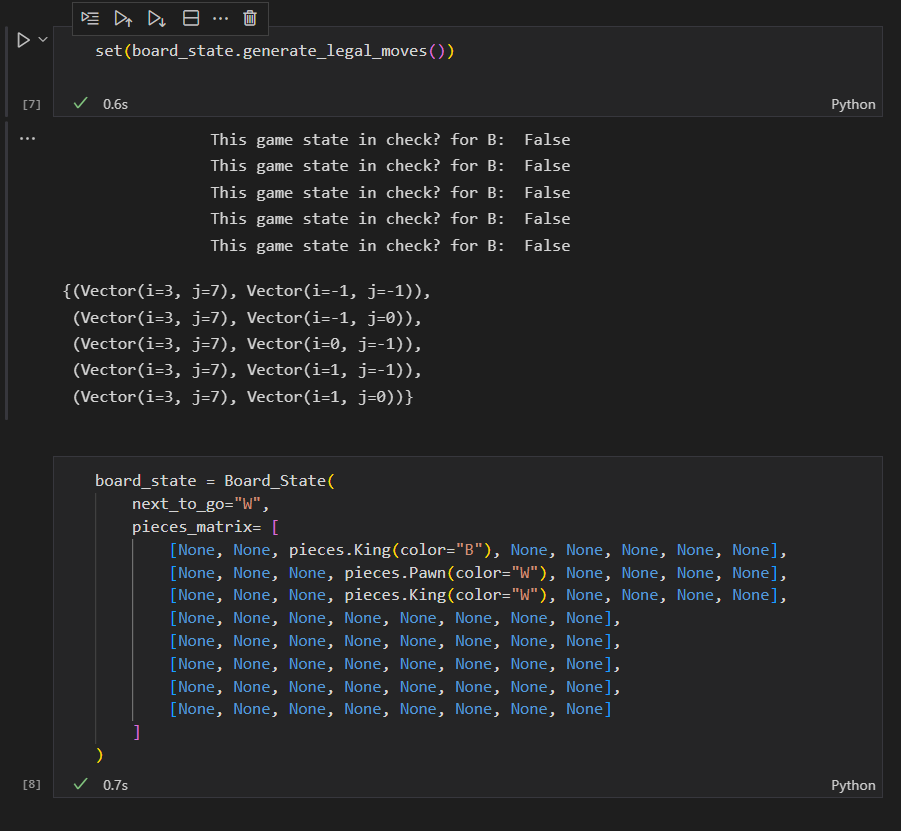 set(board_state.generate_legal_moves())
[7]
0.6s
Python
...
This game state in check? for B:  False
This game state in check? for B:  False
This game state in check? for B:  False
This game state in check? for B:  False
This game state in check? for B:  False
{(Vector(i=3, j=7), Vector(i=-1, j=-1)),
 (Vector(i=3, j=7), Vector(i=-1, j=0)),
 (Vector(i=3, j=7), Vector(i=0, j=-1)),
 (Vector(i=3, j=7), Vector(i=1, j=-1)),
 (Vector(i=3, j=7), Vector(i=1, j=0))}
board_state = Board_State(
    next_to_go="W",
    pieces_matrix= [
        [None, None, pieces.King(color="B"), None, None, None, None, None],
        [None, None, None, pieces.Pawn(color="W"), None, None, None, None],
        [None, None, None, pieces.King(color="W"), None, None, None, None],
        [None, None, None, None, None, None, None, None],
        [None, None, None, None, None, None, None, None],
        [None, None, None, None, None, None, None, None],
        [None, None, None, None, None, None, None, None],
        [None, None, None, None, None, None, None, None]
    ]
)
[8]
0.7s
Python